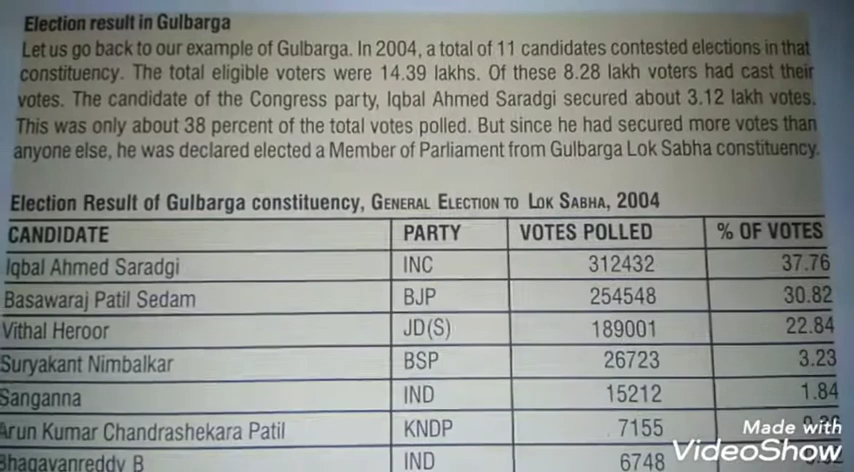 Election result in Gulbarga
Let us go back to our example of Gulbarga. In 2004, a total of 11 candidates contested elections in that
constituency. The total eligible voters were 14.39 lakhs. Of these 8.28 lakh voters had cast their
votes. The candidate of the Congress party, Iqbal Ahmed Saradgi secured about 3.12 lakh votes.
This was only about 38 percent of the total votes polled. But since he had secured more votes than
anyone else, he was declared elected a Member of Parliament from Gulbarga Lok Sabha constituency.
Election Result of Gulbarga constituency, GENERAL ELECTION TO LOK SABHA, 2004
CANDIDATE PARTY VOTES POLLED % OF VOTES
Iqbal Ahmed Saradgi INC 312432 37.76
Basawaraj Patil Sedam BJP 254548 30.82
Vithal Heroor JD(S) 189001 22.84
Suryakant Nimbalkar BSP 26723 3.23
Sanganna IND 15212 1.84
Arun Kumar Chandrashekara Patil KNDP 7155
Bhagavanreddy B IND 6748
Made with
VideoShow